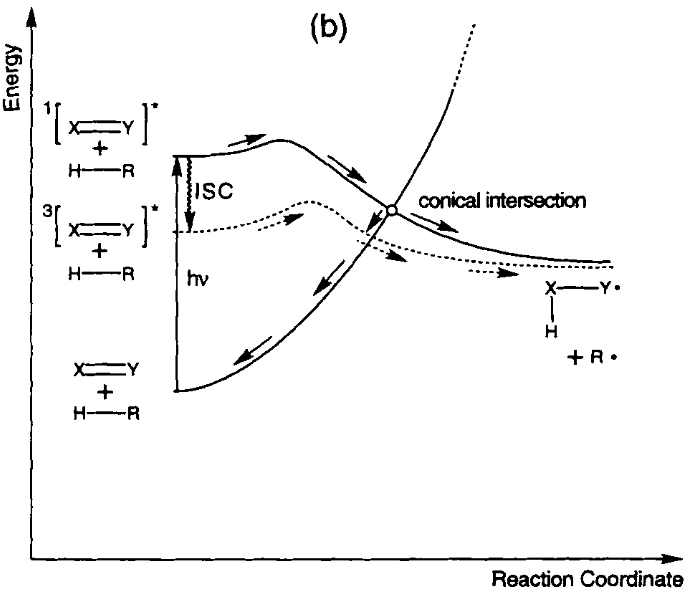 (b)
Energy
1[X=Y]*
+
H—R
ISC
3[X=Y]*
+
H—R
hν
conical intersection
X=Y
+
H—R
X—Y•
H
+ R •
Reaction Coordinate